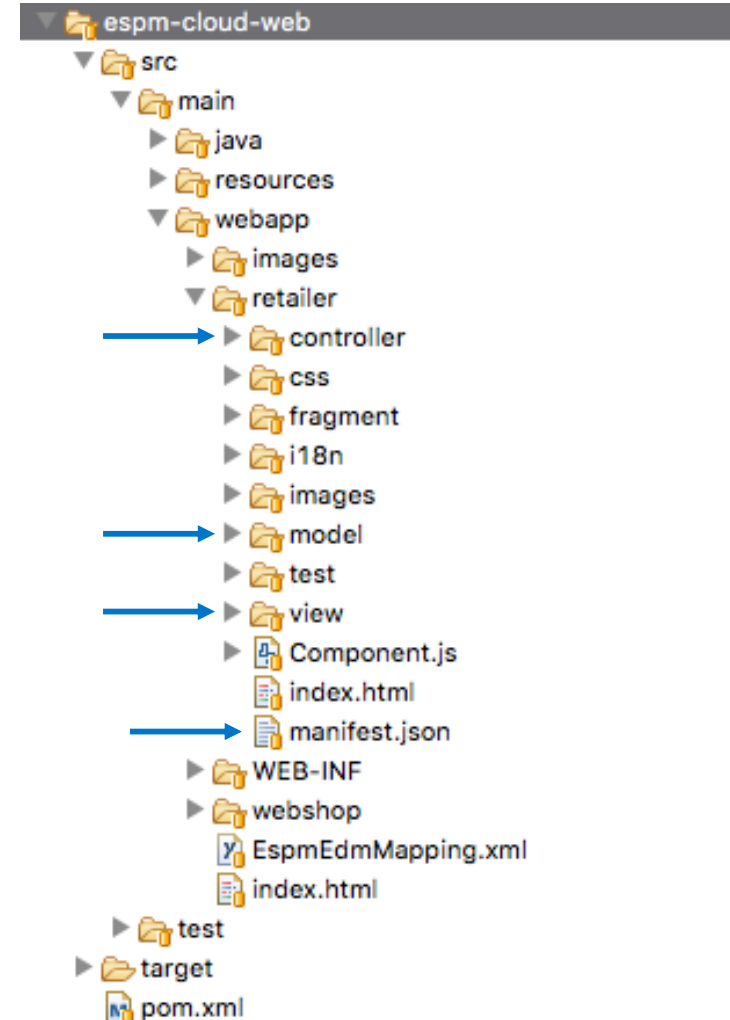 espm-cloud-web
src
main
java
resources
webapp
images
retailer
controller
css
fragment
i18n
images
model
test
view
Component.js
index.html
manifest.json
WEB-INF
webshop
EspmEdmMapping.xml
index.html
test
target
pom.xml